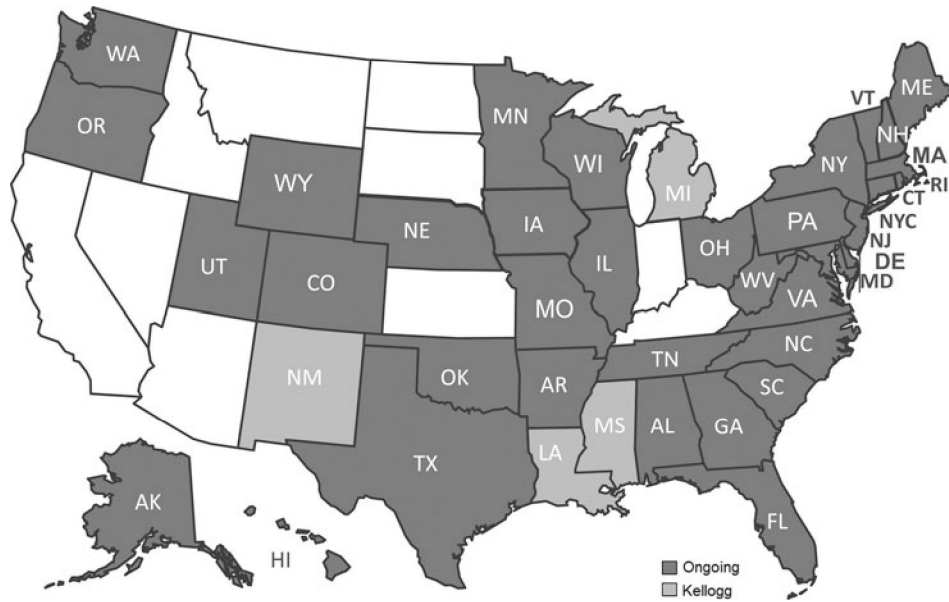 WA
OR
WY
UT
CO
NM
NE
OK
TX
MN
IA
MO
AR
LA
WI
IL
MS
MI
OH
TN
AL
GA
FL
SC
NC
VA
WV
PA
NY
VT
NH
ME
MA
RI
CT
NYC
NJ
DE
MD
AK
HI
Ongoing
Kellogg